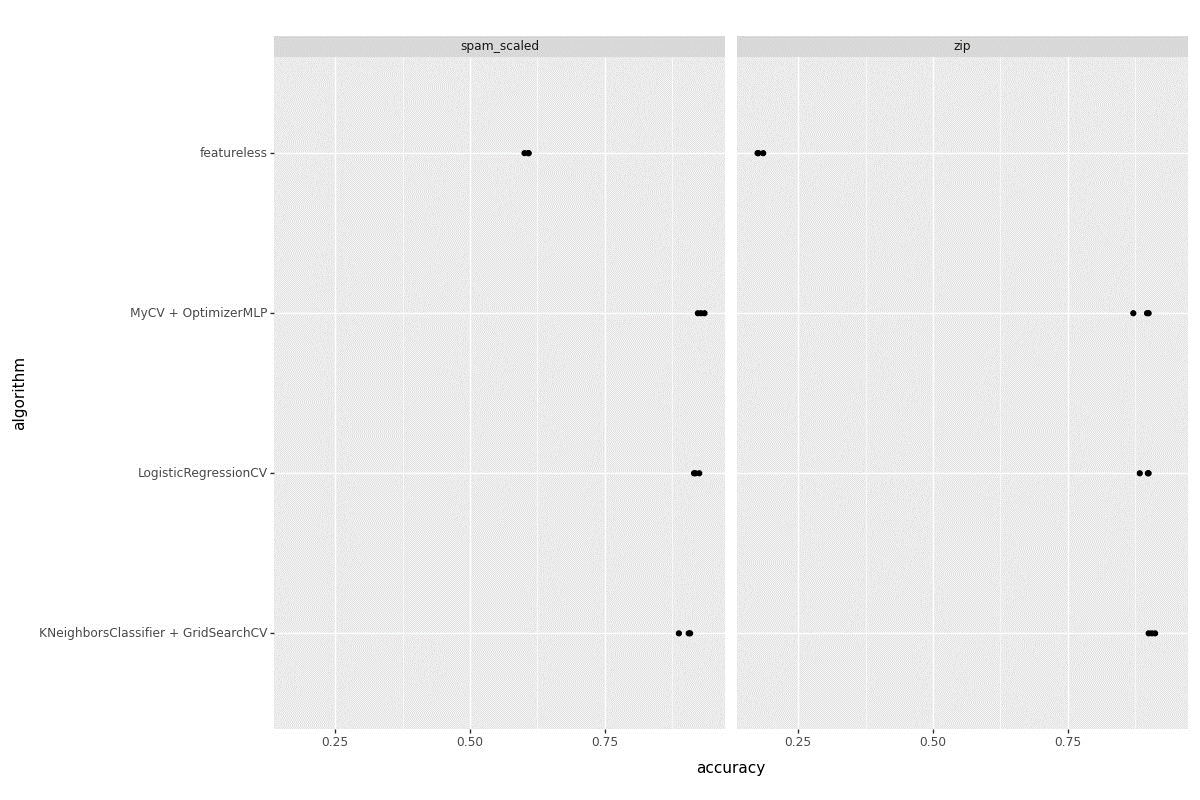 spam_scaled
zip
featureless
MyCV + OptimizerMLP
LogisticRegressionCV
KNeighborsClassifier + GridSearchCV
algorithm
0.25 0.50 0.75
0.25 0.50 0.75
accuracy